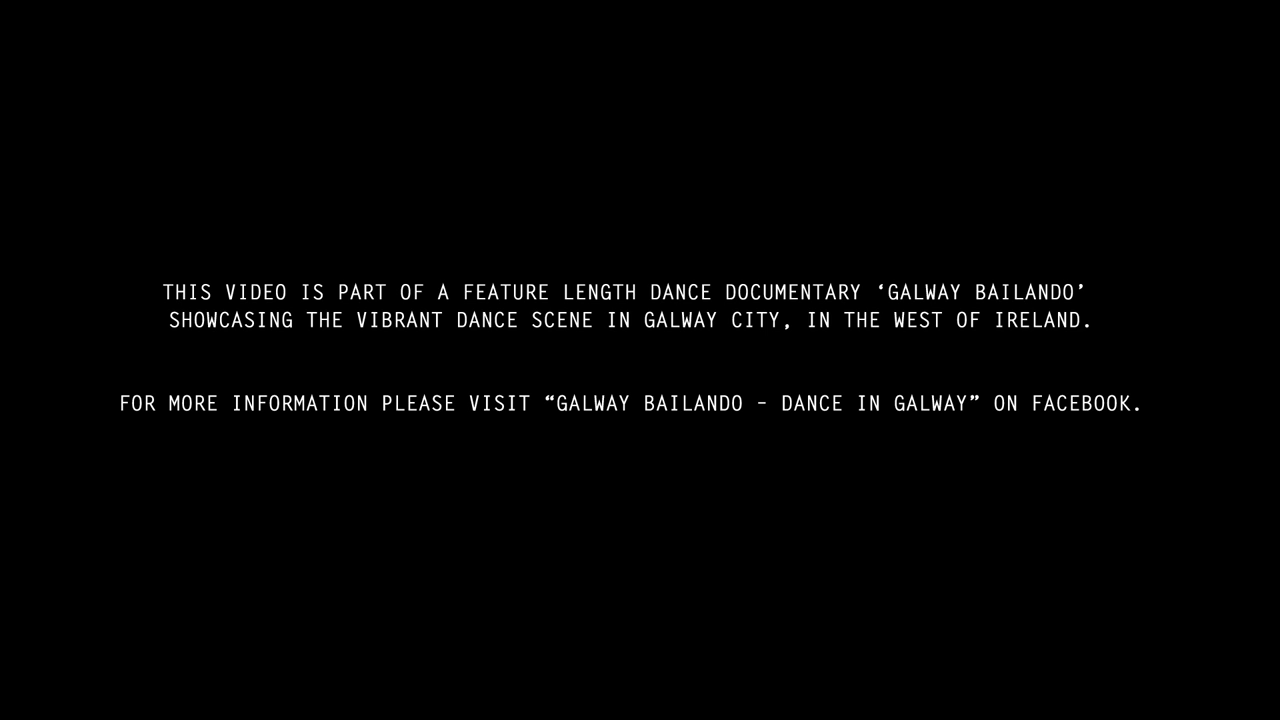 THIS VIDEO IS PART OF A FEATURE LENGTH DANCE DOCUMENTARY ‘GALWAY BAILANDO’
SHOWCASING THE VIBRANT DANCE SCENE IN GALWAY CITY, IN THE WEST OF IRELAND.
FOR MORE INFORMATION PLEASE VISIT “GALWAY BAILANDO - DANCE IN GALWAY” ON FACEBOOK.